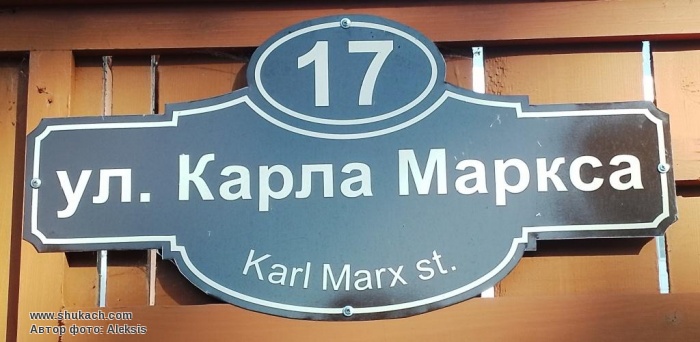 17
ул. Карла Маркса
Karl Marx st.
www.shukach.com
Автор фото: Aleksis